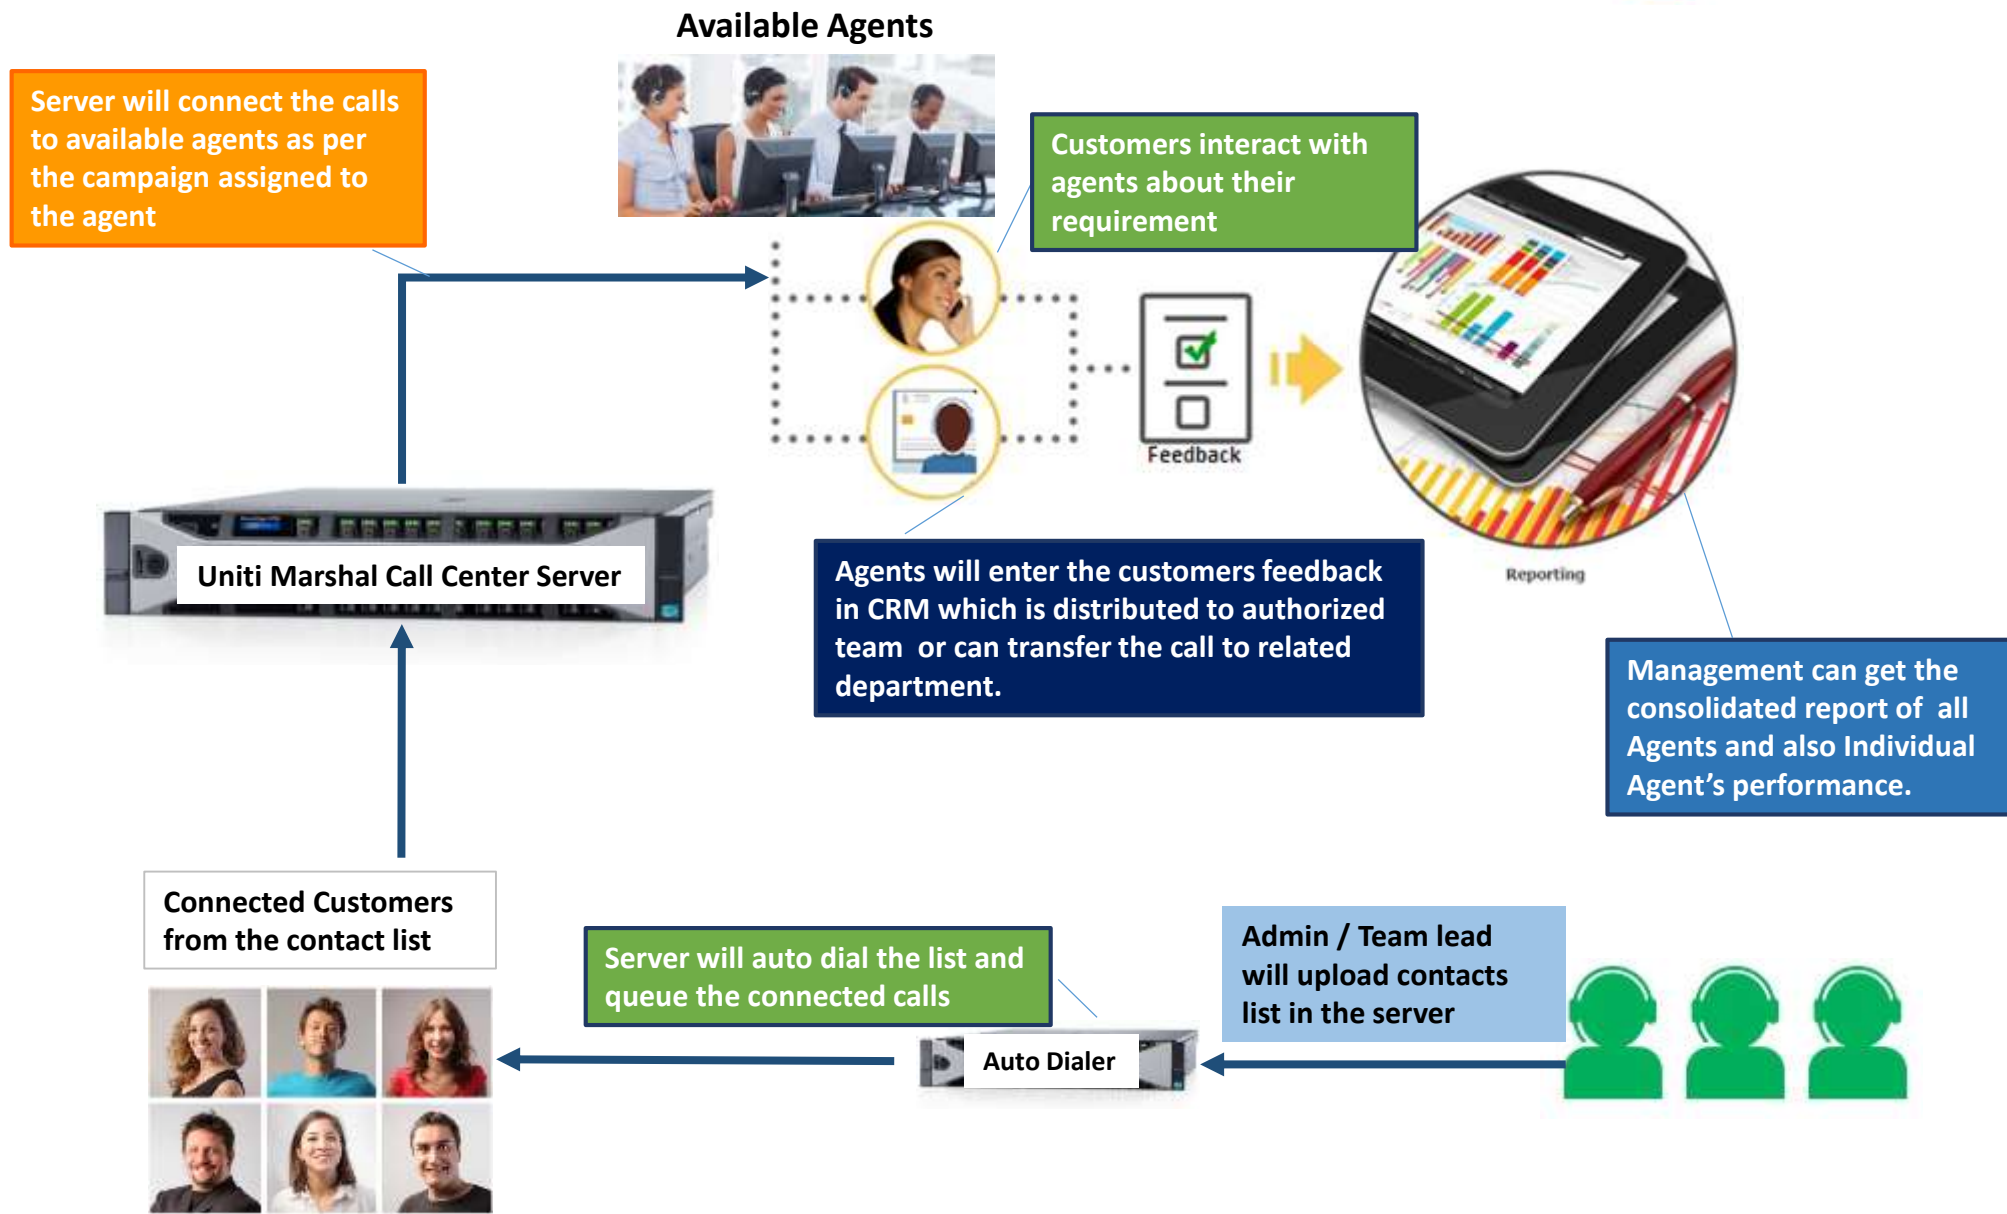 Available Agents
Server will connect the calls
to available agents as per
the campaign assigned to
the agent
Customers interact with
agents about their
requirement
Feedback
Reporting
Uniti Marshal Call Center Server
Agents will enter the customers feedback
in CRM which is distributed to authorized
team or can transfer the call to related
department.
Management can get the
consolidated report of all
Agents and also Individual
Agent’s performance.
Connected Customers
from the contact list
Server will auto dial the list and
queue the connected calls
Auto Dialer
Admin / Team lead
will upload contacts
list in the server